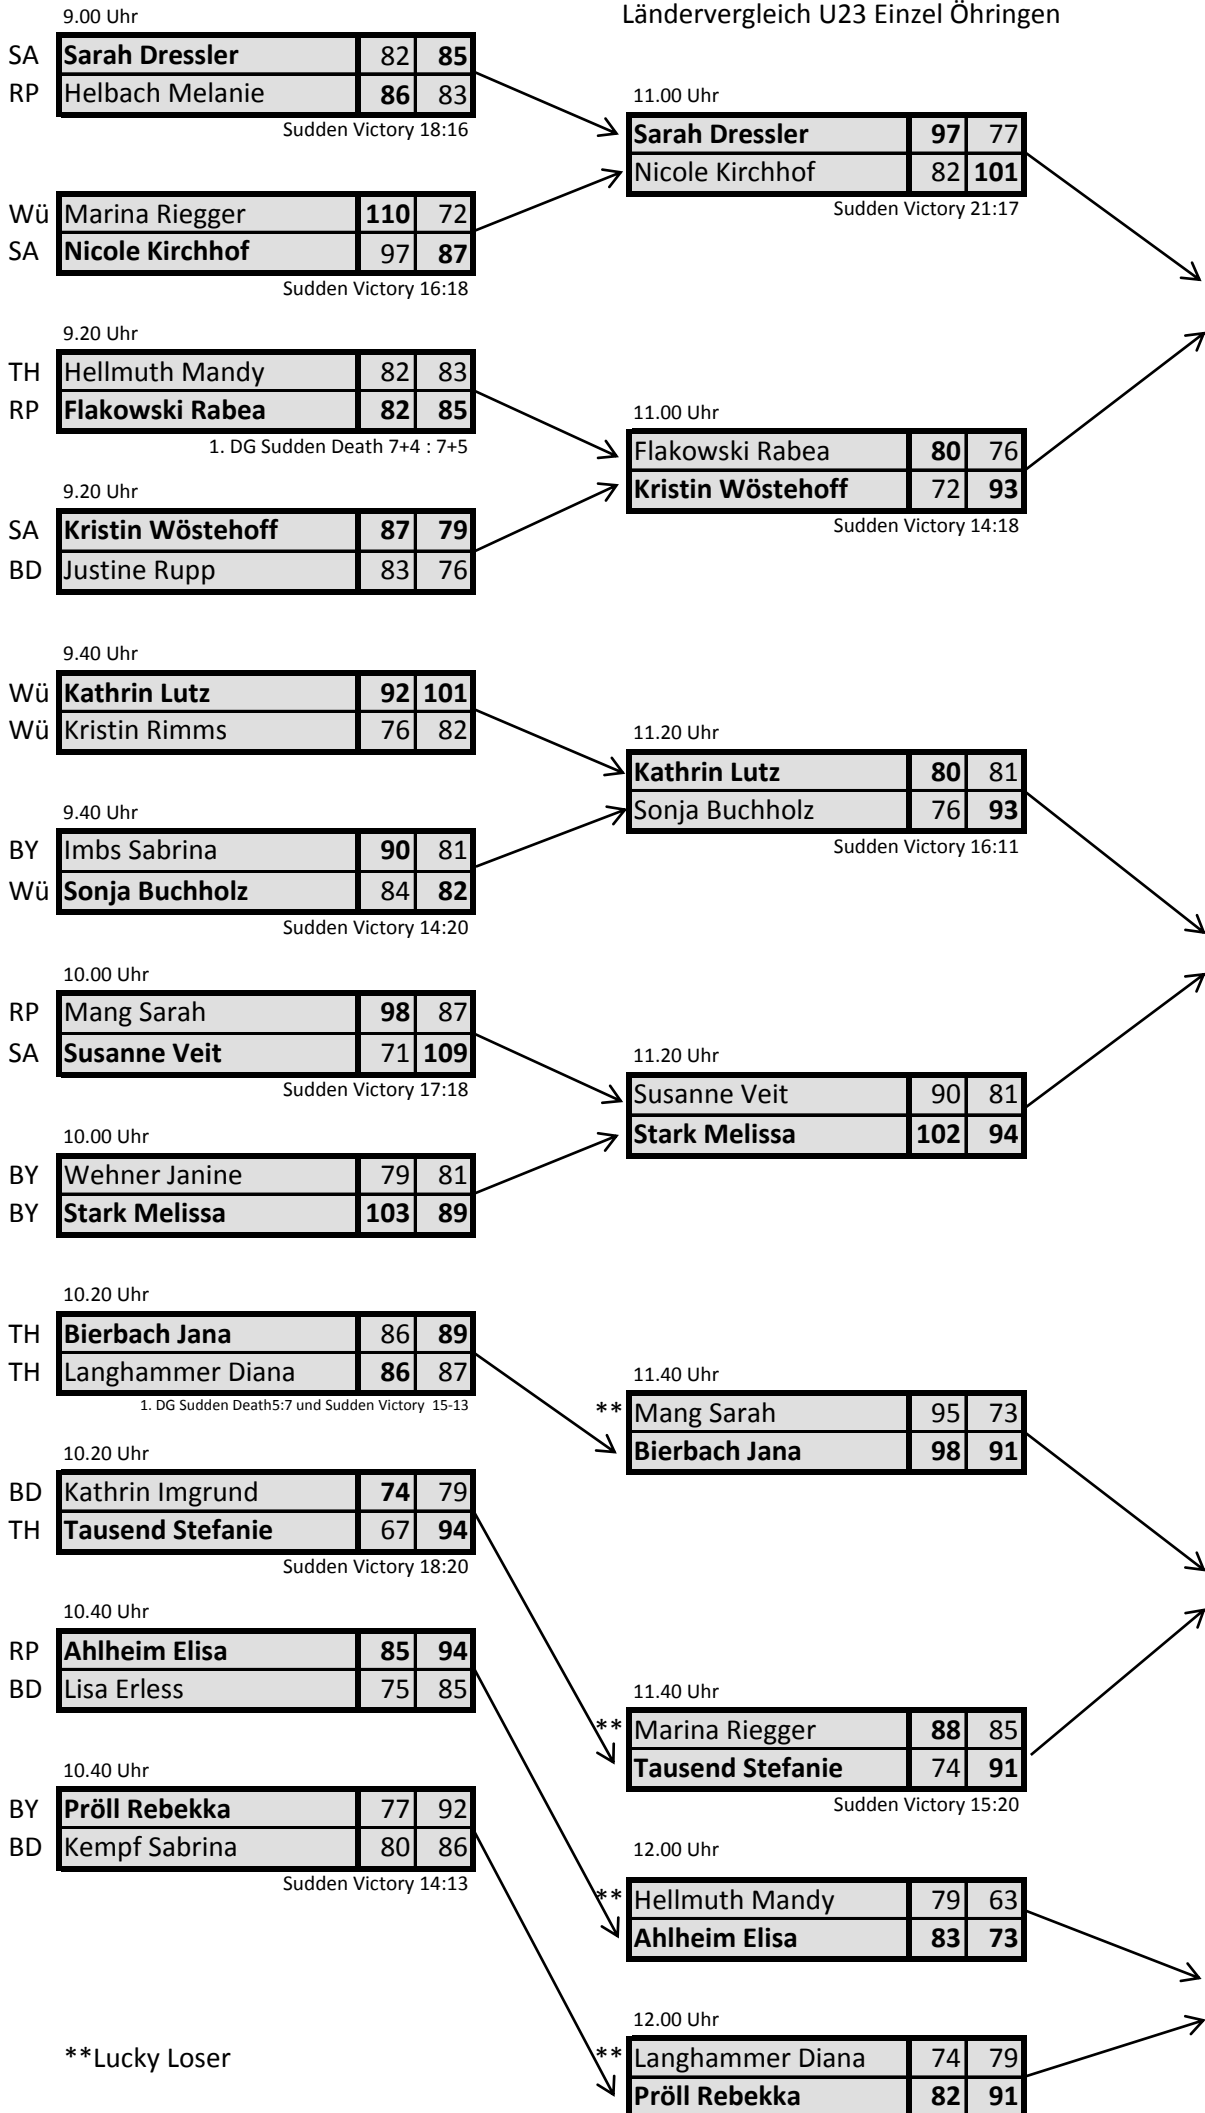 9.00 Uhr
Ländervergleich U23 Einzel Öhringen
SA Sarah Dressler 82 85
RP Helbach Melanie 86 83
Sudden Victory 18:16
11.00 Uhr
Sarah Dressler 97 77
Nicole Kirchhof 82 101
Sudden Victory 21:17
Wü Marina Riegger 110 72
SA Nicole Kirchhof 97 87
Sudden Victory 16:18
9.20 Uhr
TH Hellmuth Mandy 82 83
RP Flakowski Rabea 82 85
1. DG Sudden Death 7+4 : 7+5
11.00 Uhr
Flakowski Rabea 80 76
Kristin Wöstehoff 72 93
Sudden Victory 14:18
9.20 Uhr
SA Kristin Wöstehoff 87 79
BD Justine Rupp 83 76
9.40 Uhr
Wü Kathrin Lutz 92 101
Wü Kristin Rimms 76 82
11.20 Uhr
Kathrin Lutz 80 81
Sonja Buchholz 76 93
Sudden Victory 16:11
9.40 Uhr
BY Imbs Sabrina 90 81
Wü Sonja Buchholz 84 82
Sudden Victory 14:20
10.00 Uhr
RP Mang Sarah 98 87
SA Susanne Veit 71 109
Sudden Victory 17:18
11.20 Uhr
Susanne Veit 90 81
Stark Melissa 102 94
10.00 Uhr
BY Wehner Janine 79 81
BY Stark Melissa 103 89
10.20 Uhr
TH Bierbach Jana 86 89
TH Langhammer Diana 86 87
1. DG Sudden Death5:7 und Sudden Victory 15-13
11.40 Uhr
** Mang Sarah 95 73
Bierbach Jana 98 91
10.20 Uhr
BD Kathrin Imgrund 74 79
TH Tausend Stefanie 67 94
Sudden Victory 18:20
10.40 Uhr
RP Ahlheim Elisa 85 94
BD Lisa Erless 75 85
11.40 Uhr
** Marina Riegger 88 85
Tausend Stefanie 74 91
Sudden Victory 15:20
10.40 Uhr
BY Pröll Rebekka 77 92
BD Kempf Sabrina 80 86
Sudden Victory 14:13
12.00 Uhr
** Hellmuth Mandy 79 63
Ahlheim Elisa 83 73
12.00 Uhr
**Lucky Loser
** Langhammer Diana 74 79
Pröll Rebekka 82 91